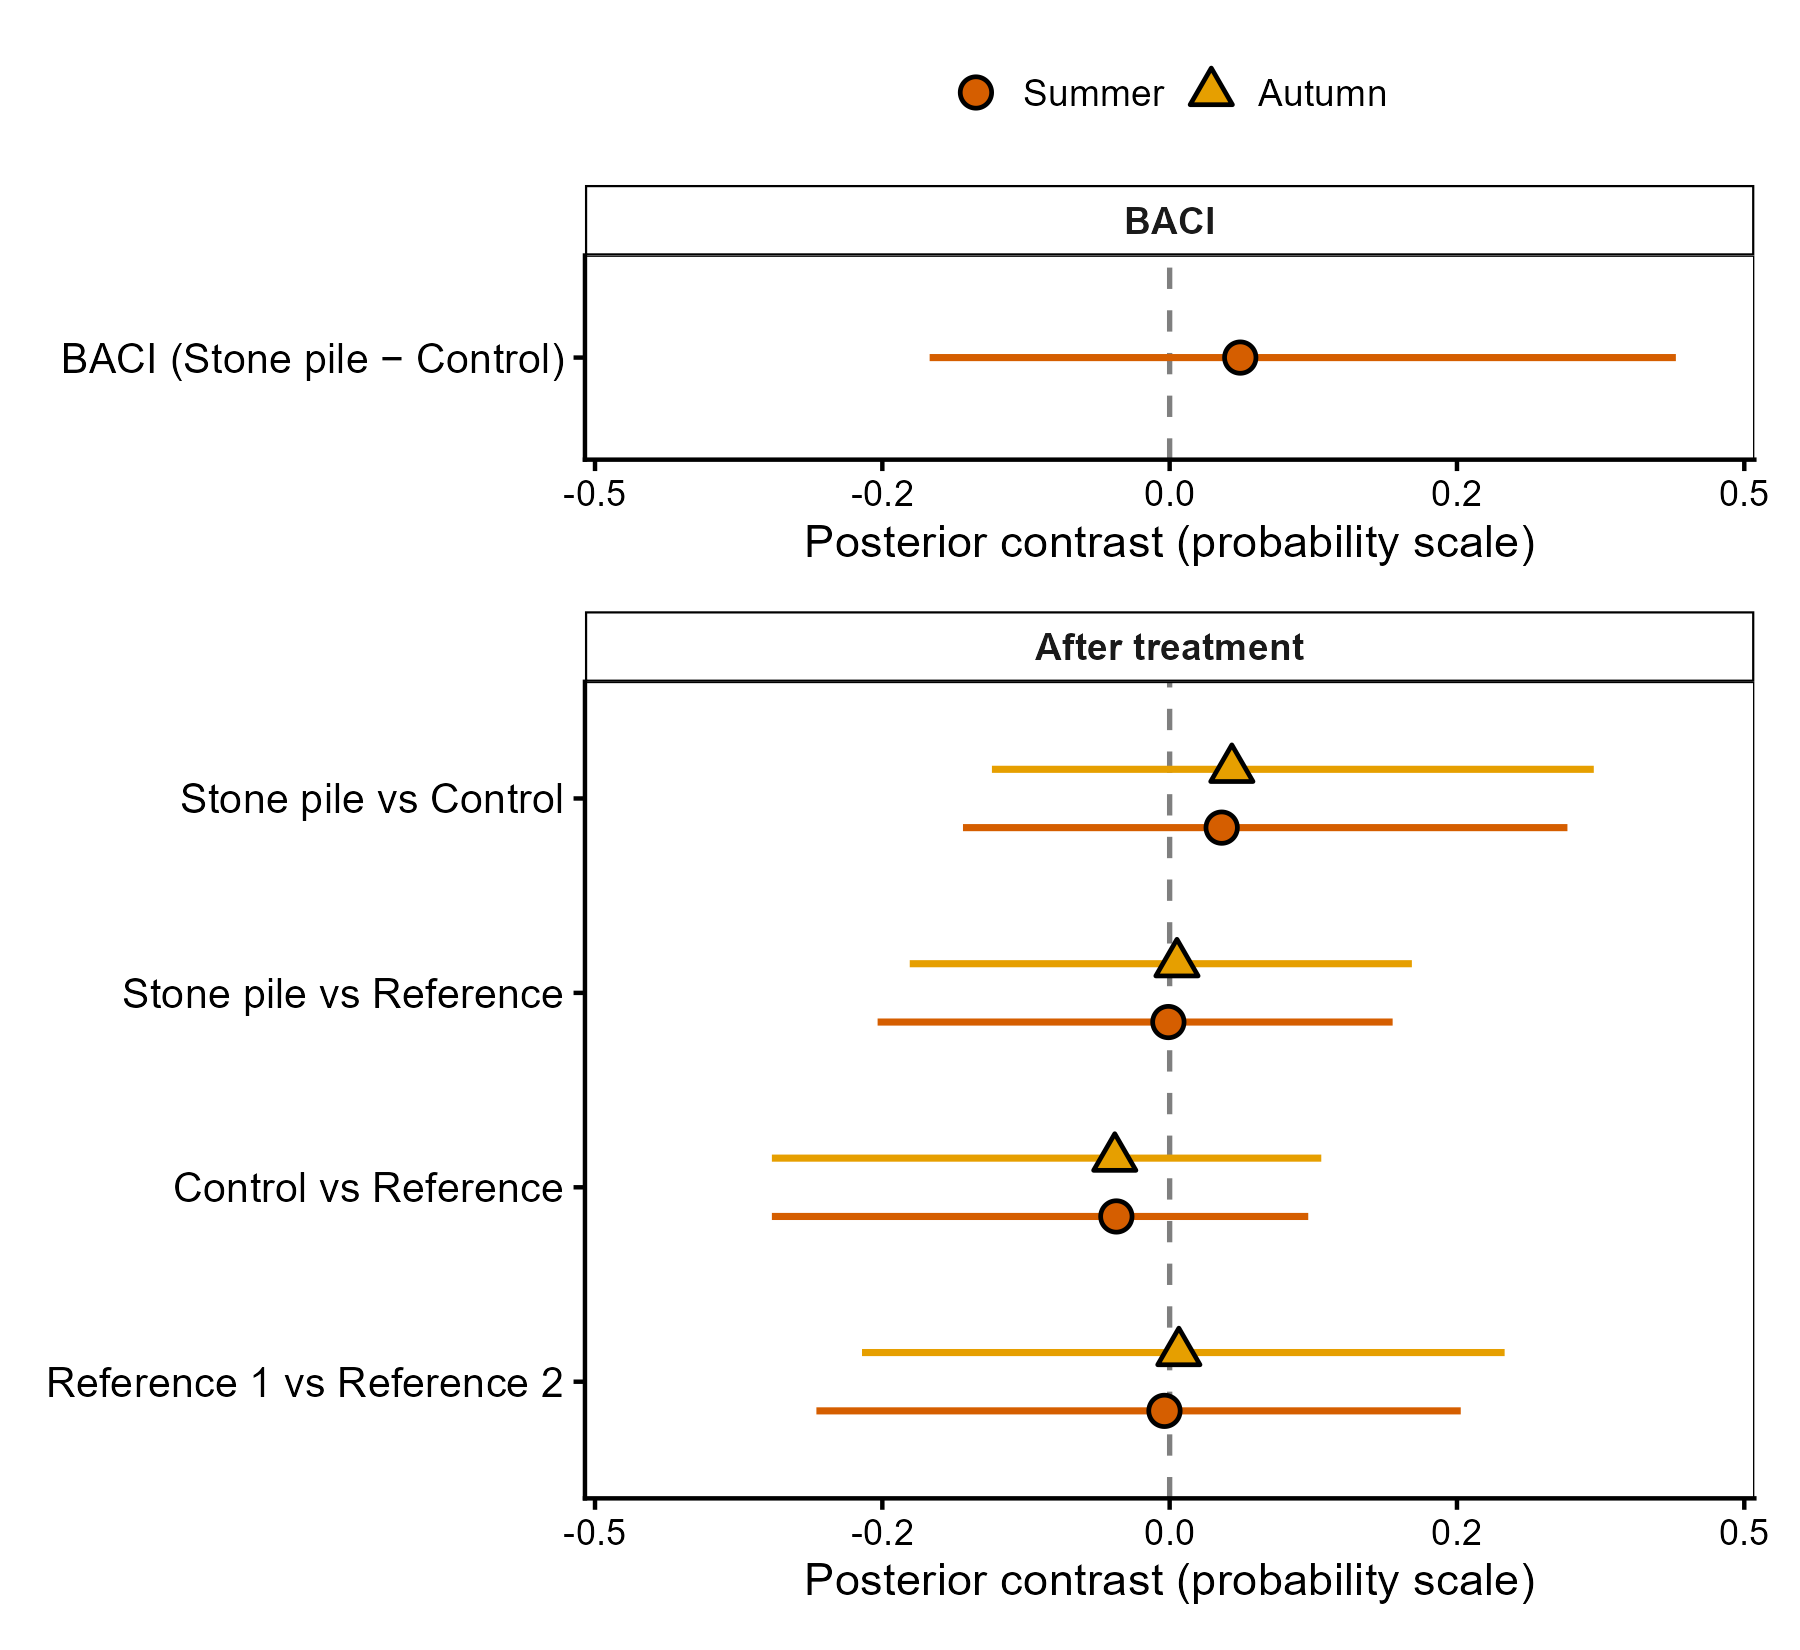 Summer Autumn
BACI
BACI (Stone pile − Control)
-0.5 -0.2 0.0 0.2 0.5
Posterior contrast (probability scale)
After treatment
Stone pile vs Control
Stone pile vs Reference
Control vs Reference
Reference 1 vs Reference 2
-0.5 -0.2 0.0 0.2 0.5
Posterior contrast (probability scale)